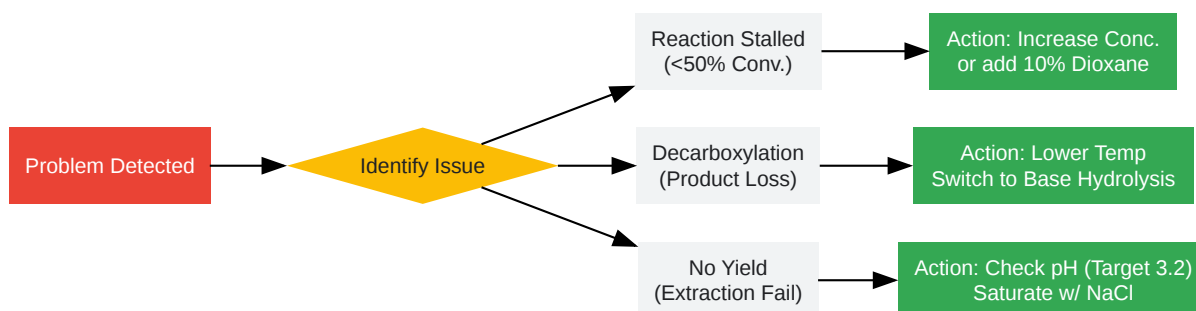 Problem Detected
Identify Issue
Reaction Stalled
(<50% Conv.)
Action: Increase Conc.
or add 10% Dioxane
Decarboxylation
(Product Loss)
Action: Lower Temp
Switch to Base Hydrolysis
No Yield
(Extraction Fail)
Action: Check pH (Target 3.2)
Saturate w/ NaCl